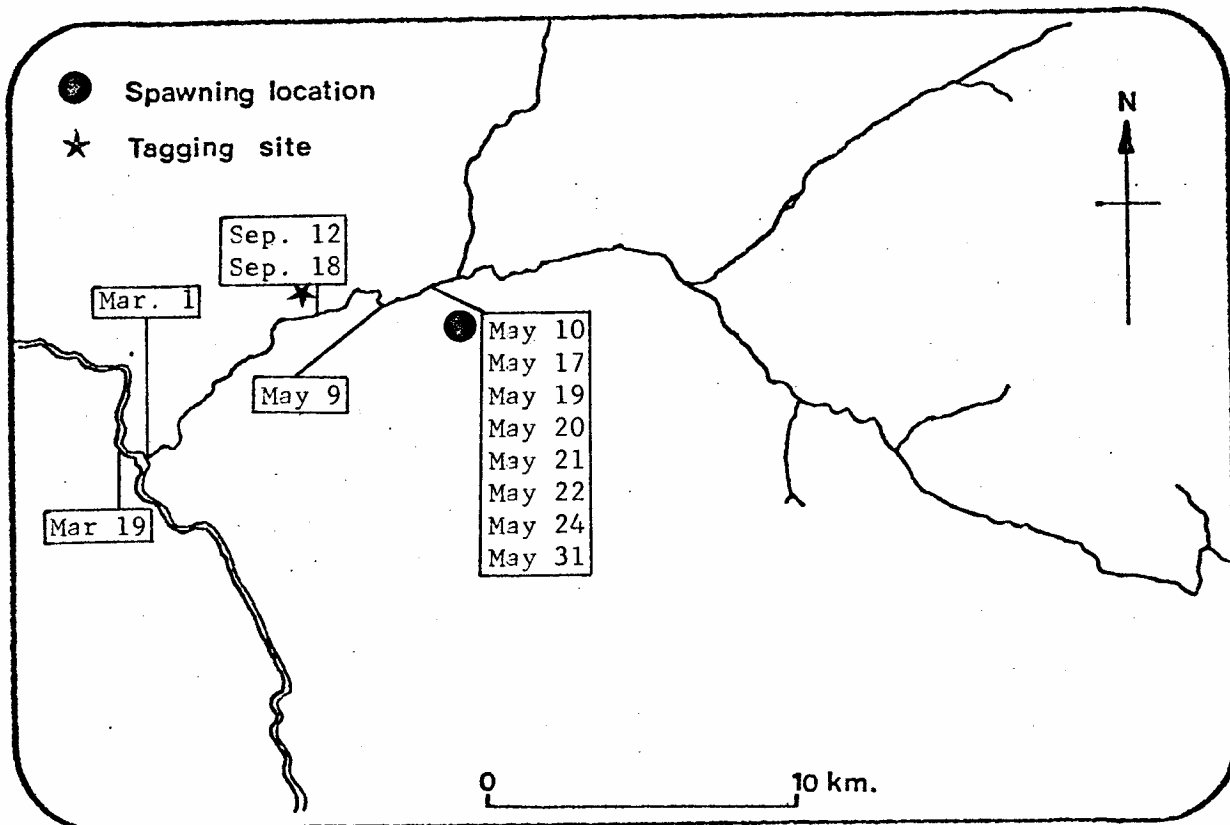 Spawning location
Tagging site
N
Sep. 12
Sep. 18
Mar. 1
May 9
May 10
May 17
May 19
May 20
May 21
May 22
May 24
May 31
Mar 19
0 10 km.